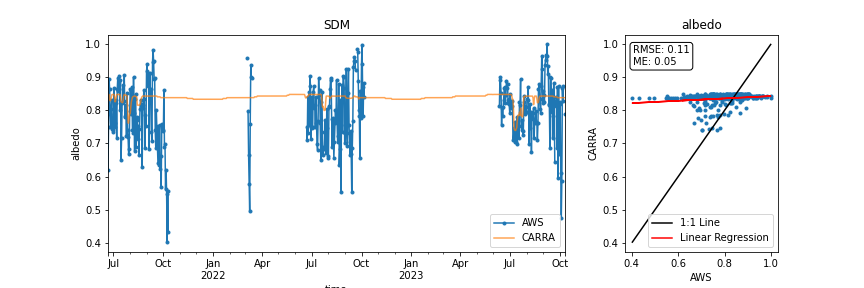 SDM
albedo
1.0
0.9
0.8
0.7
0.6
0.5
0.4
albedo
Jul
Oct
Jan
2022
Apr
Jul
Oct
Jan
2023
Apr
Jul
Oct
time
AWS
CARRA
albedo
RMSE: 0.11
ME: 0.05
1.0
0.9
0.8
0.7
0.6
0.5
0.4
CARRA
1:1 Line
Linear Regression
0.4
0.6
0.8
1.0
AWS